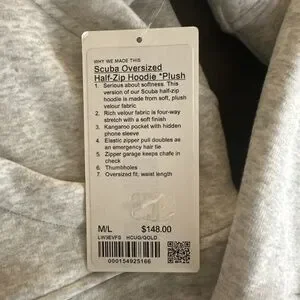 WHY WE MADE THIS
Scuba Oversized
Half-Zip Hoodie *Plush
1. Serious about softness. This
version of our Scuba half-zip
hoodie is made from soft, plush
velour fabric
2. Rich velour fabric is four-way
stretch with a soft finish
3. Kangaroo pocket with hidden
phone sleeve
4. Elastic zipper pull doubles as
an emergency hair tie
5. Zipper garage keeps chafe in
check
6. Thumbholes
7. Oversized fit, waist length
M/L $148.00
LW3EVFS HCUG/GOLD
000154925166